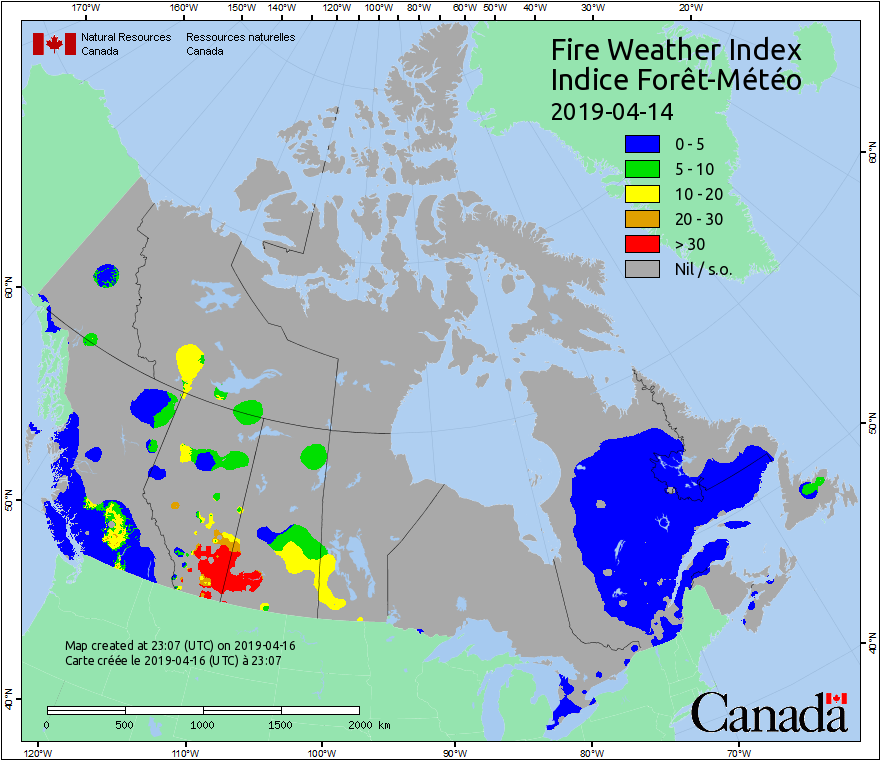 170°W 160°W 150°W 140°W 120°W 100°W 80°W 60°W 50°W 40°W 30°W 20°W
Natural Resources Canada
Ressources naturelles Canada
Fire Weather Index
Indice Forêt-Météo
2019-04-14
0 - 5
5 - 10
10 - 20
20 - 30
> 30
Nil / s.o.
60°N
60°N
50°N
50°N
40°N
40°N
Map created at 23:07 (UTC) on 2019-04-16
Carte créée le 2019-04-16 (UTC) à 23:07
0 500 1000 1500 2000 km
Canada
120°W 110°W 100°W 90°W 80°W 70°W